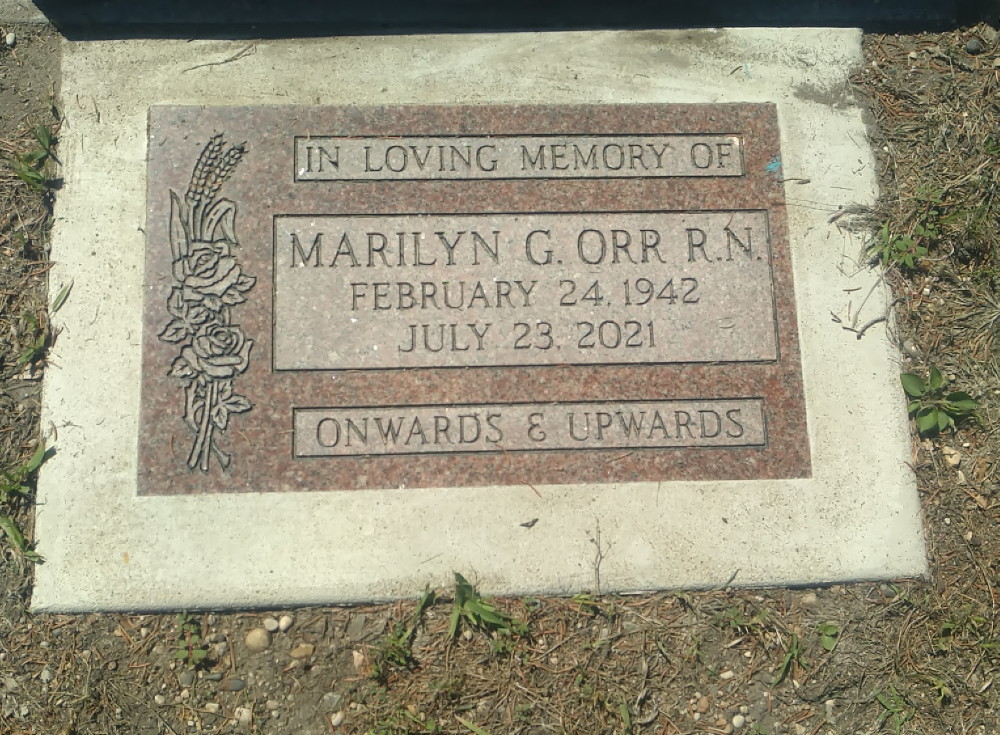 IN LOVING MEMORY OF
MARILYN G. ORR R.N.
FEBRUARY 24, 1942
JULY 23, 2021
ONWARDS & UPWARDS